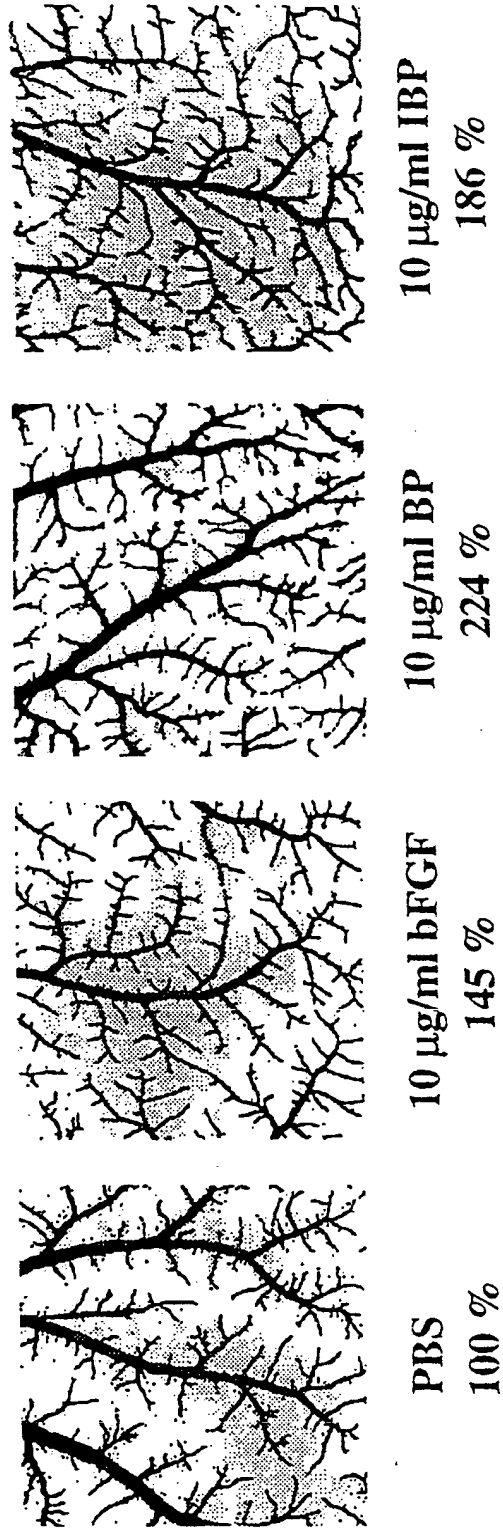 PBS
100 %
10 µg/ml bFGF
145 %
10 µg/ml BP
224 %
10 µg/ml IBP
186 %